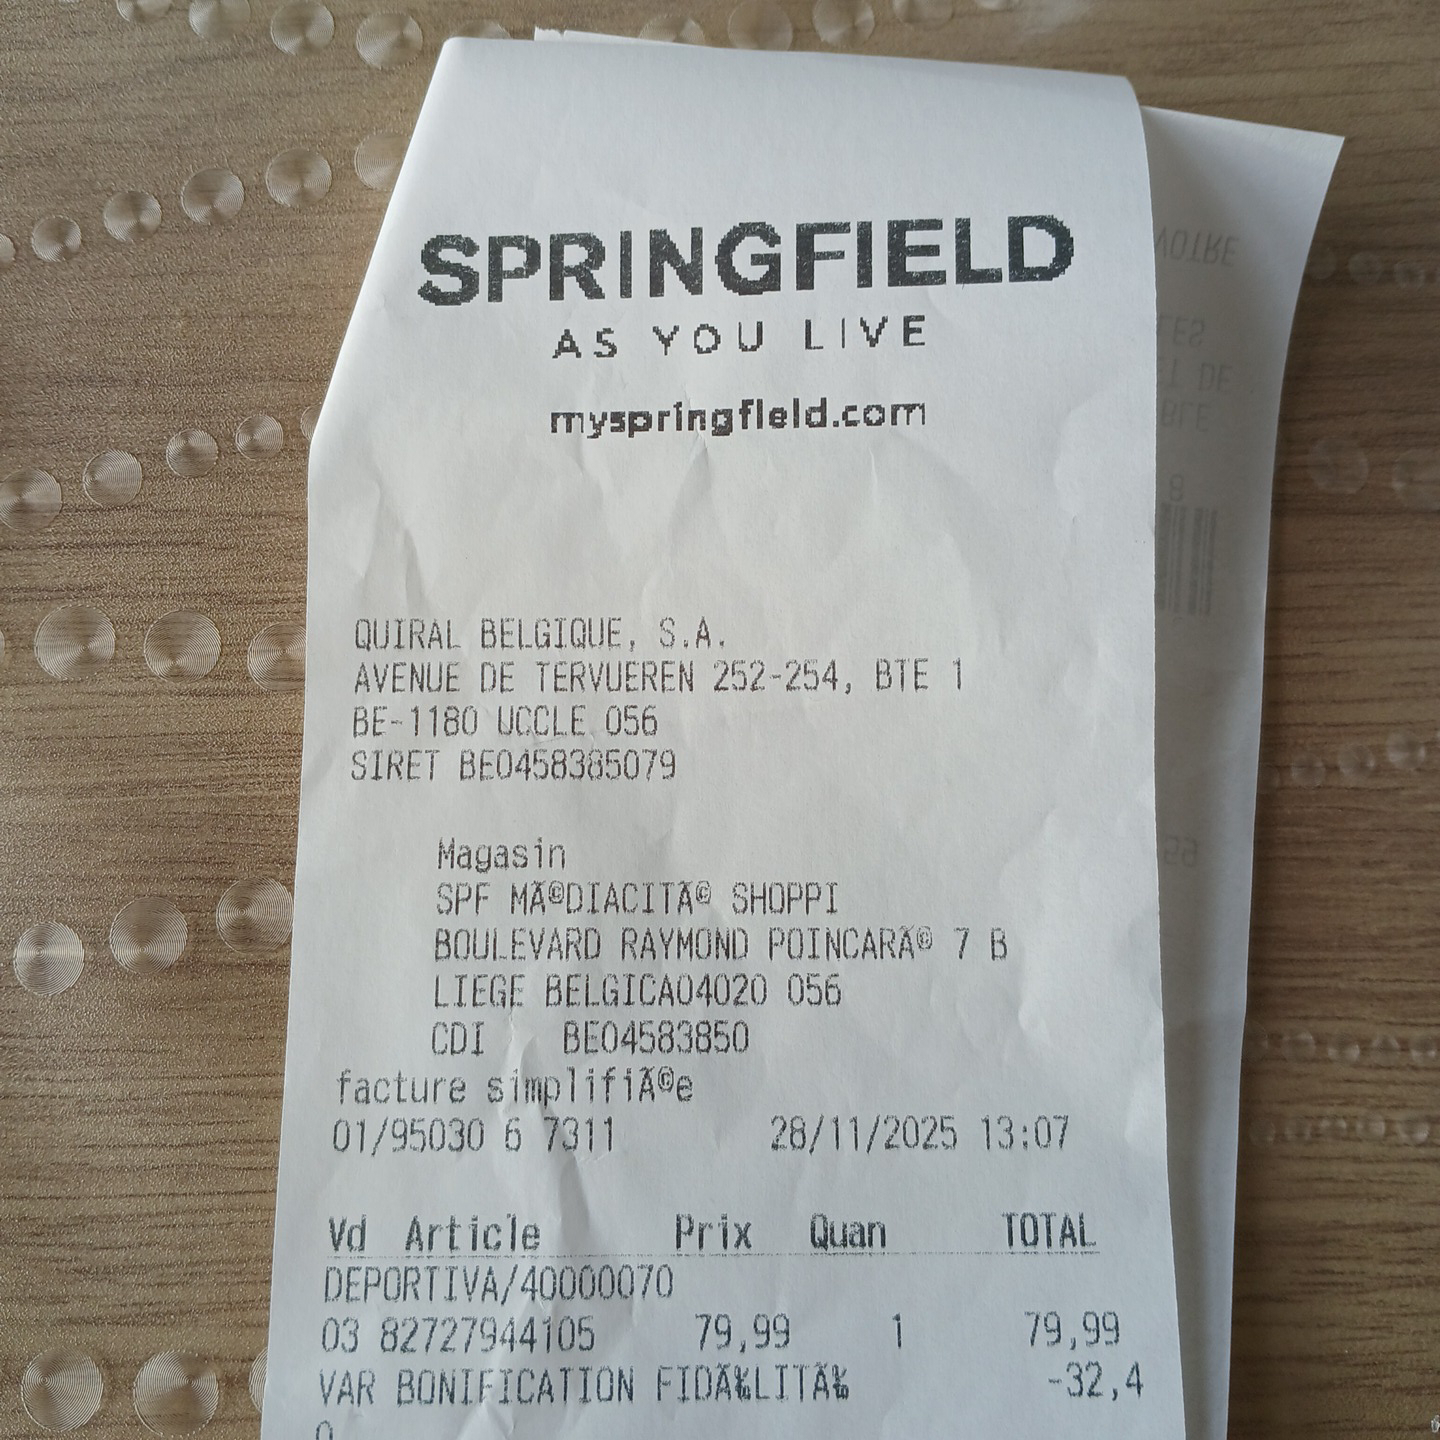 SPRINGFIELD
AS YOU LIVE
myspringfield.com
QUIRAL BELGIQUE, S.A.
AVENUE DE TERVUEREN 252-254, BTE 1
BE-1180 UCCLE 056
SIRET BE0458385079
Magasin
SPF MÃ©DIACITÃ© SHOPPI
BOULEVARD RAYMOND POINCARÃ© 7 B
LIEGE BELGICA04020 056
CDI BE04583850
facture simplifiÃ©e
01/95030 6 7311 28/11/2025 13:07
Vd Article Prix Quan TOTAL
DEPORTIVA/40000070
03 82727944105 79,99 1 79,99
VAR BONIFICATION FIDÃ‰LITÃ‰ -32,4
VOTRE
LES
DE